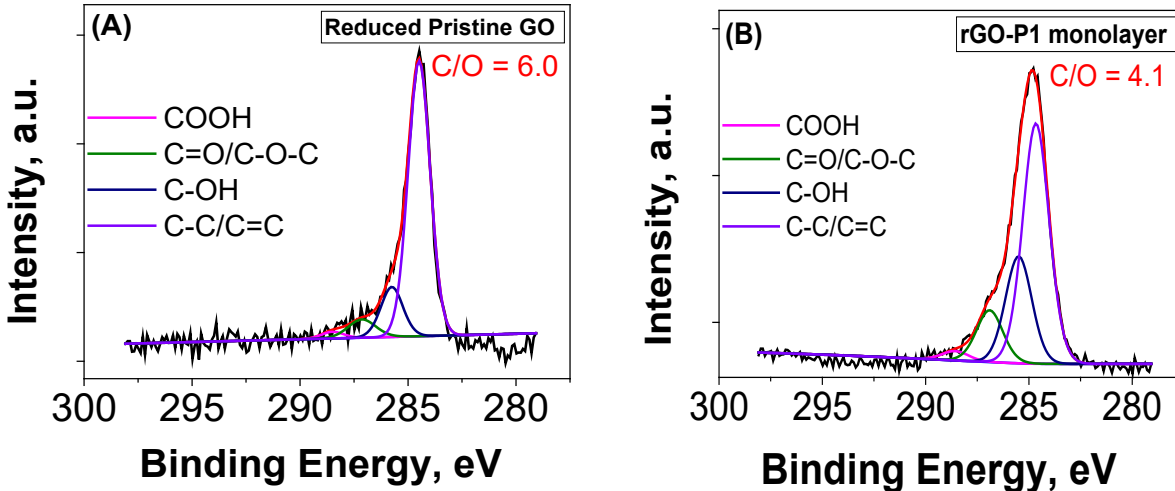 (A)
Reduced Pristine GO
C/O = 6.0
COOH
C=O/C-O-C
C-OH
C-C/C=C
Intensity, a.u.
300 295 290 285 280
Binding Energy, eV
(B)
rGO-P1 monolayer
C/O = 4.1
COOH
C=O/C-O-C
C-OH
C-C/C=C
Intensity, a.u.
300 295 290 285 280
Binding Energy, eV